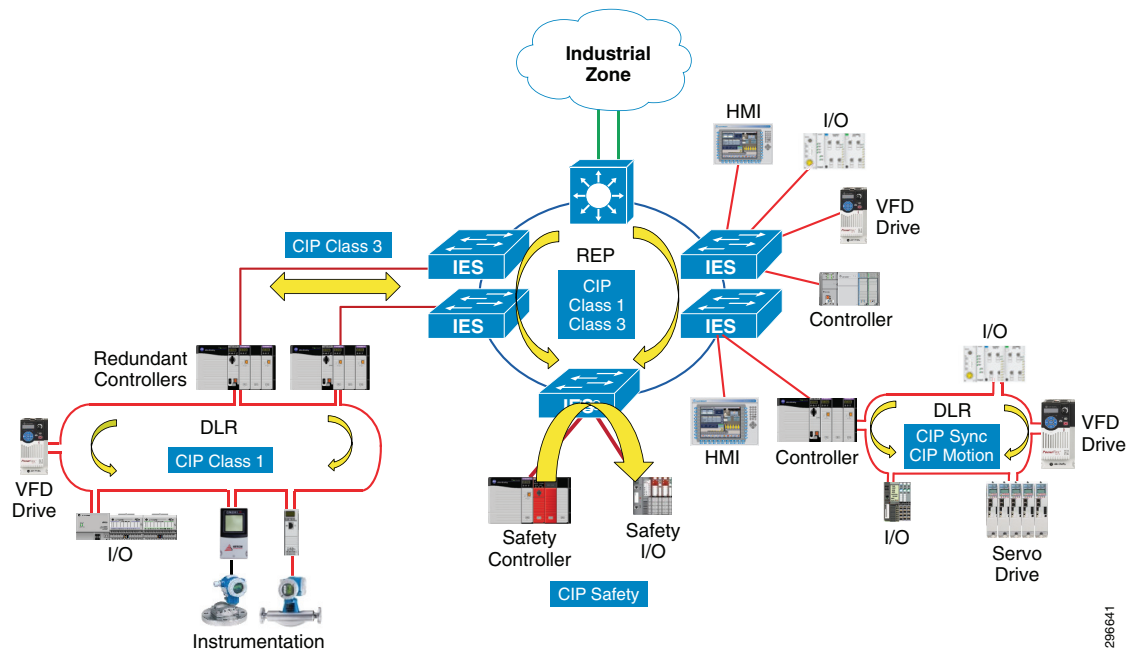 Industrial
Zone
HMI
I/O
VFD
Drive
CIP Class 3
IES
REP
IES
CIP
Class 1
Class 3
IES
IES
Controller
Redundant
Controllers
IES
I/O
DLR
CIP Class 1
VFD
Drive
HMI
Controller
DLR
CIP Sync
CIP Motion
VFD
Drive
I/O
Safety
Controller
Safety
I/O
I/O
Servo
Drive
CIP Safety
Instrumentation
296641